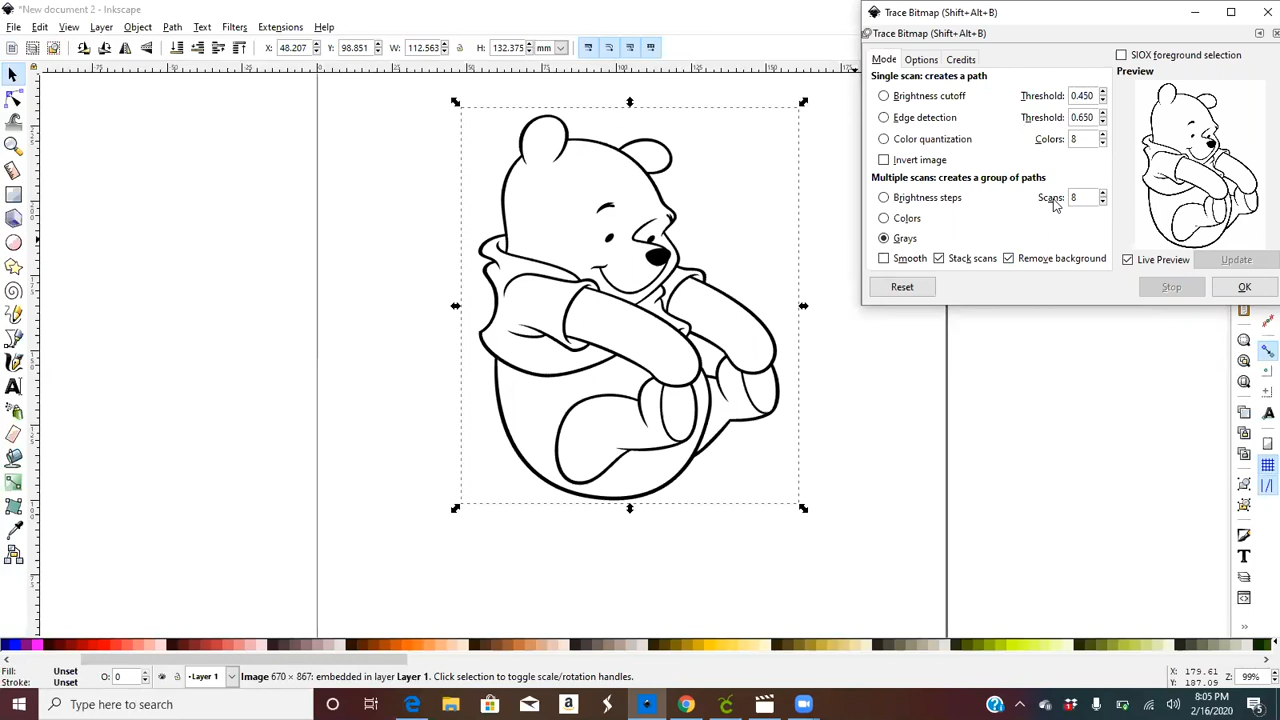 *New document 2 - Inkscape
File Edit View Layer Object Path Text Filters Extensions Help
X: 48.207 Y: 98.851 W: 112.563 H: 132.375 mm
Trace Bitmap (Shift+Alt+B)
Trace Bitmap (Shift+Alt+B)
Mode Options Credits
SIOX foreground selection
Preview
Single scan: creates a path
Brightness cutoff Threshold: 0.450
Edge detection Threshold: 0.650
Color quantization Colors: 8
Invert image
Multiple scans: creates a group of paths
Brightness steps Scans: 8
Colors
Grays
Smooth Stack scans Remove background
Live Preview Update
Reset Stop OK
Fill: Unset
Stroke: Unset
O: 0
Layer 1
Image 670 × 867: embedded in layer Layer 1. Click selection to toggle scale/rotation handles.
X: 179.61
Y: 187.09
Z: 99%
Type here to search
8:05 PM
2/16/2020